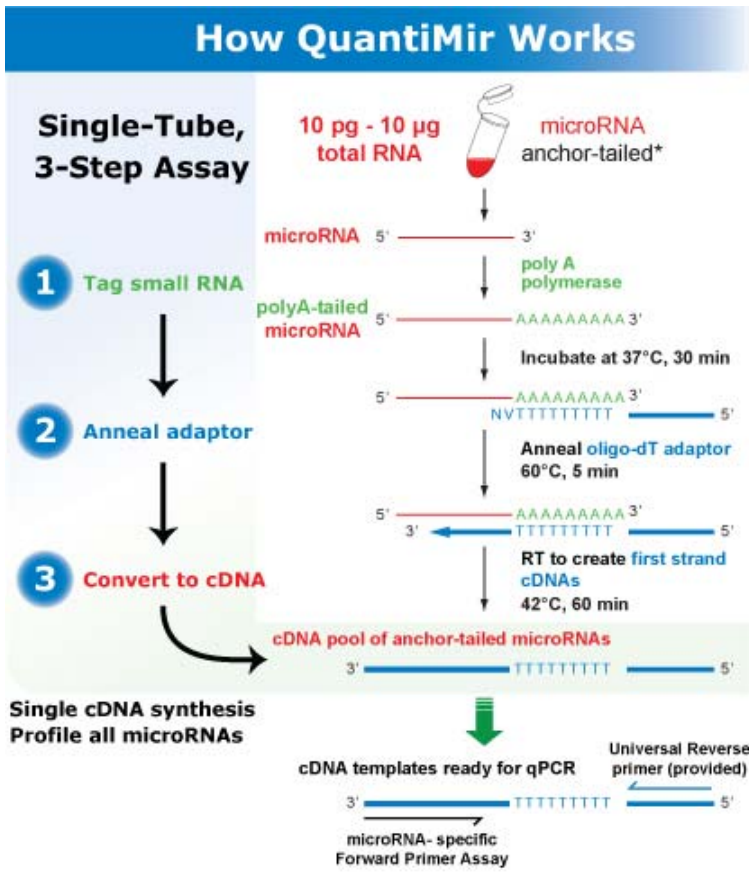 How QuantiMir Works
Single-Tube,
3-Step Assay
10 pg - 10 µg
total RNA
microRNA
anchor-tailed*
microRNA 5' 3'
1 Tag small RNA
poly A
polymerase
polyA-tailed
microRNA
5' AAAAAAAAA 3'
Incubate at 37°C, 30 min
5' AAAAAAAAA 3'
NVTTTTTTTTT 5'
2 Anneal adaptor
Anneal oligo-dT adaptor
60°C, 5 min
5' AAAAAAAAA 3'
3' TTTTTTTTT 5'
3 Convert to cDNA
RT to create first strand
cDNAs
42°C, 60 min
cDNA pool of anchor-tailed microRNAs
3' TTTTTTTTT 5'
Single cDNA synthesis
Profile all microRNAs
cDNA templates ready for qPCR
Universal Reverse
primer (provided)
3' TTTTTTTTT 5'
microRNA- specific
Forward Primer Assay